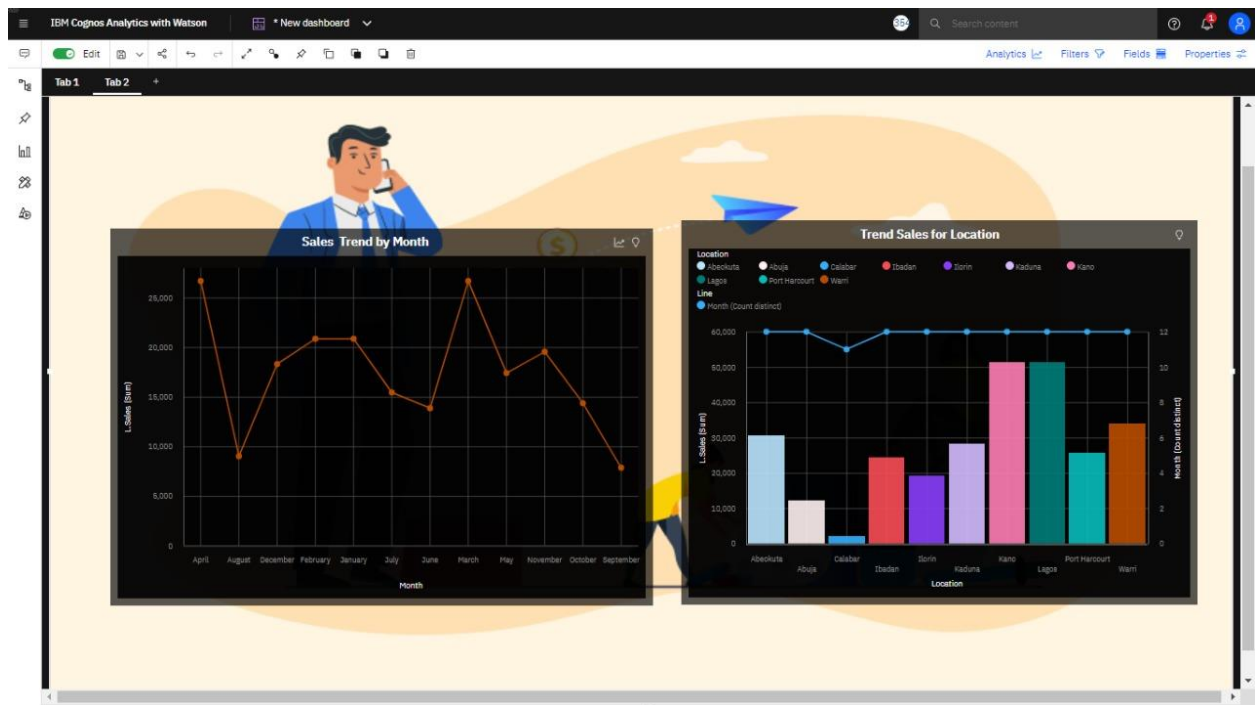 IBM Cognos Analytics with Watson
* New dashboard
354
Search content
1
Edit
Analytics
Filters
Fields
Properties
Tab 1
Tab 2
+
$
Sales Trend by Month
25,000
20,000
15,000
10,000
5,000
0
L.Sales (Sum)
April August December February January July June March May November October September
Month
Trend Sales for Location
Location
Abeokuta Abuja Calabar Ibadan Ilorin Kaduna Kano
Lagos Port Harcourt Warri
Line
Month (Count distinct)
60,000 12
50,000 10
40,000 8
30,000 6
20,000 4
10,000 2
0 0
L.Sales (Sum)
Month (Count distinct)
Abeokuta Calabar Ilorin Kano Port Harcourt
Abuja Ibadan Kaduna Lagos Warri
Location